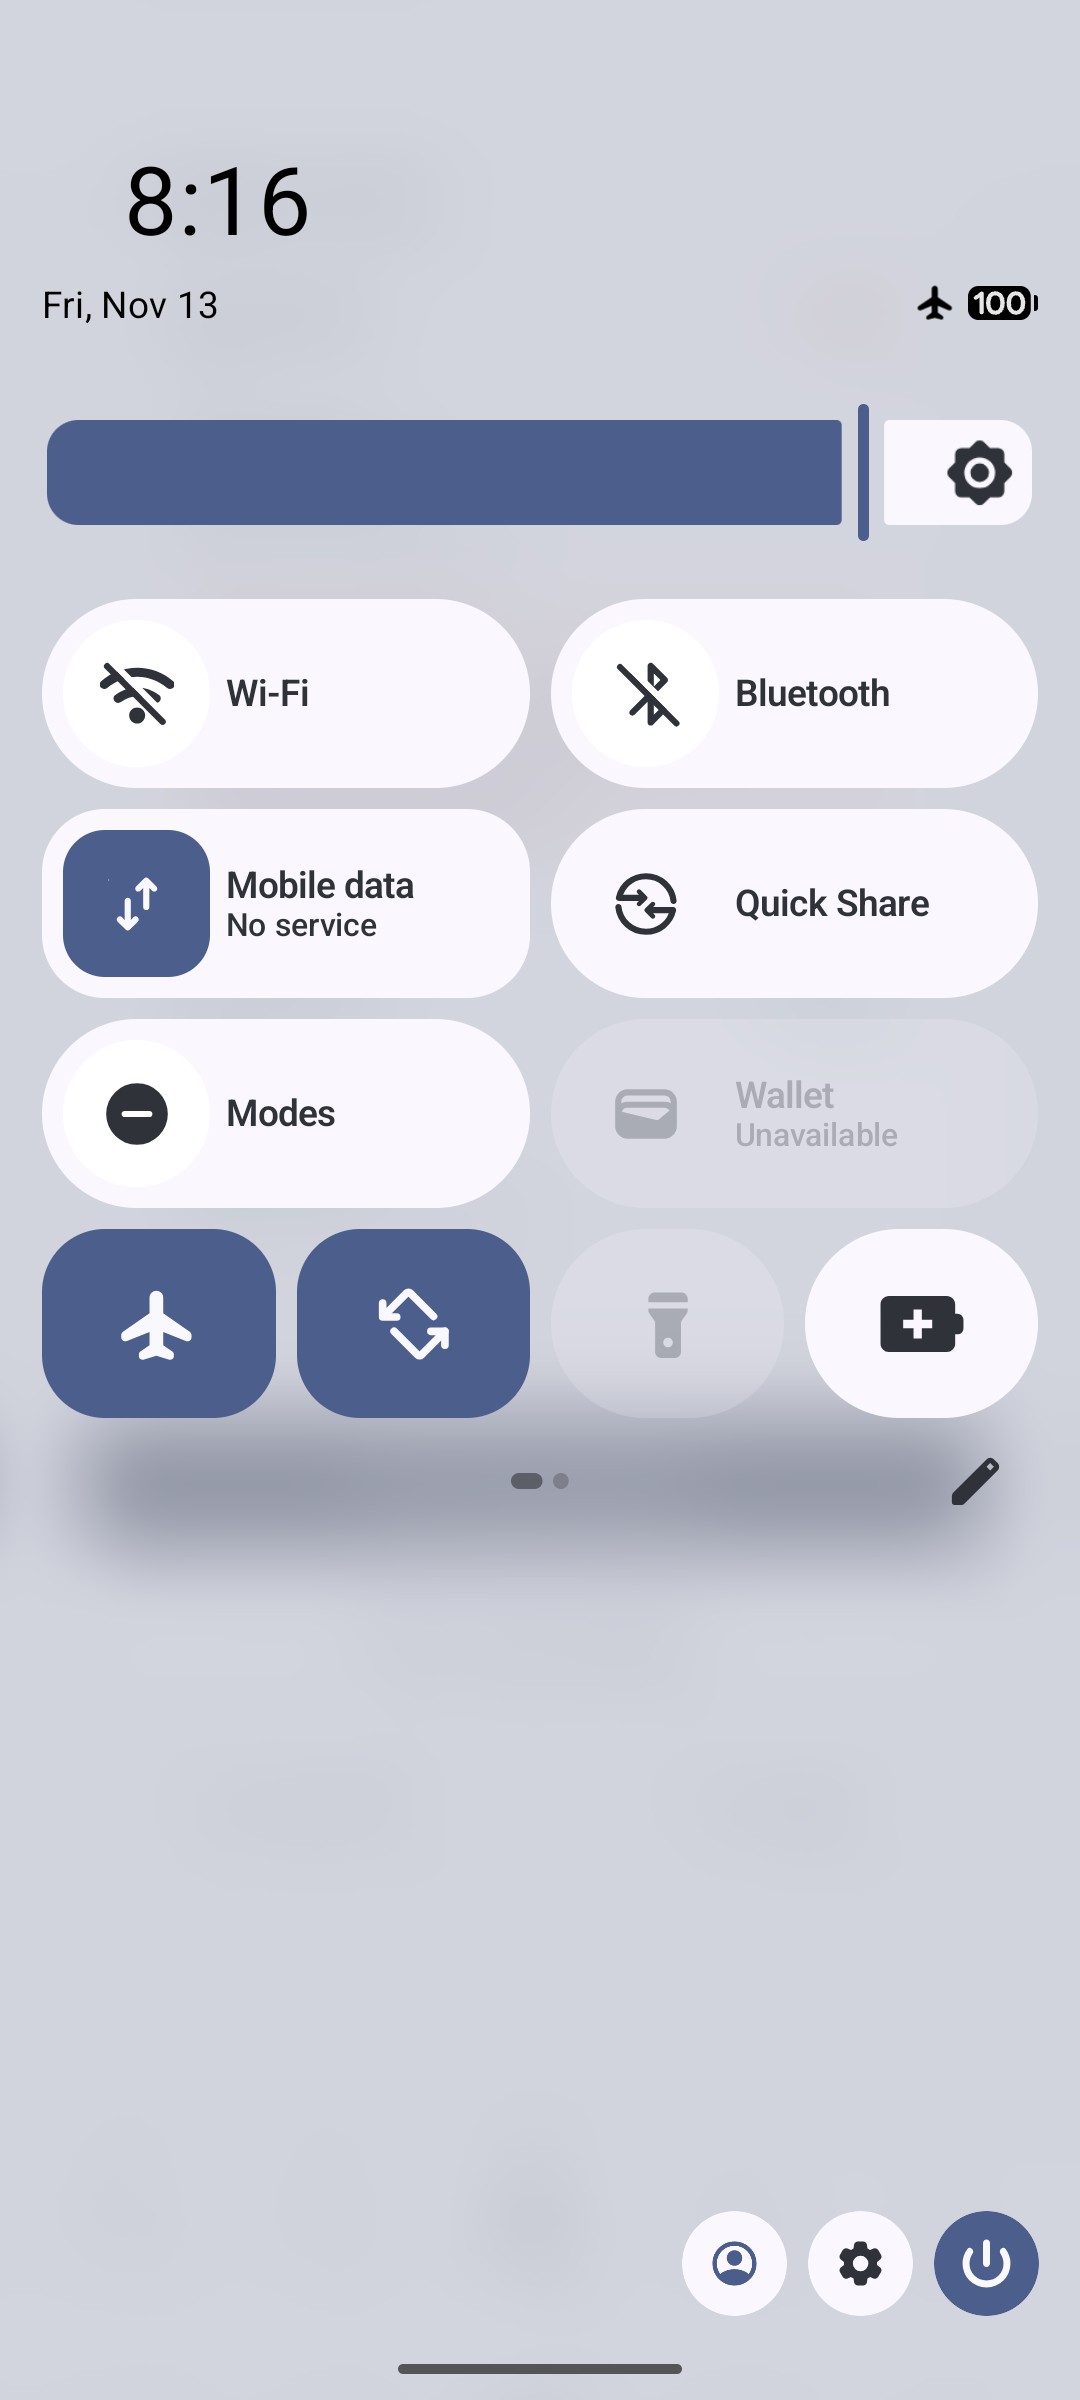 8:16
Fri, Nov 13
100
Wi-Fi
Bluetooth
Mobile data
No service
Quick Share
Modes
Wallet
Unavailable